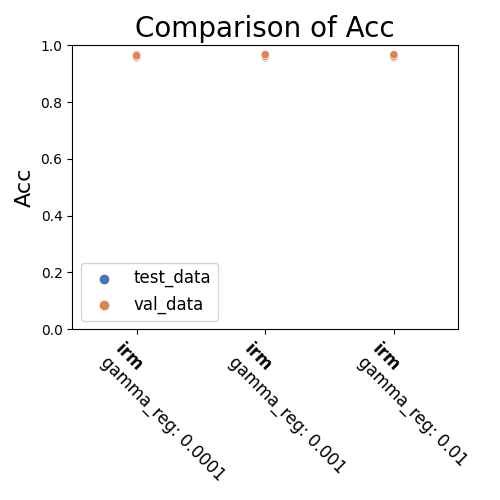 Comparison of Acc
Acc
1.0
0.8
0.6
0.4
0.2
0.0
test_data
val_data
irm
gamma_reg: 0.0001
irm
gamma_reg: 0.001
irm
gamma_reg: 0.01